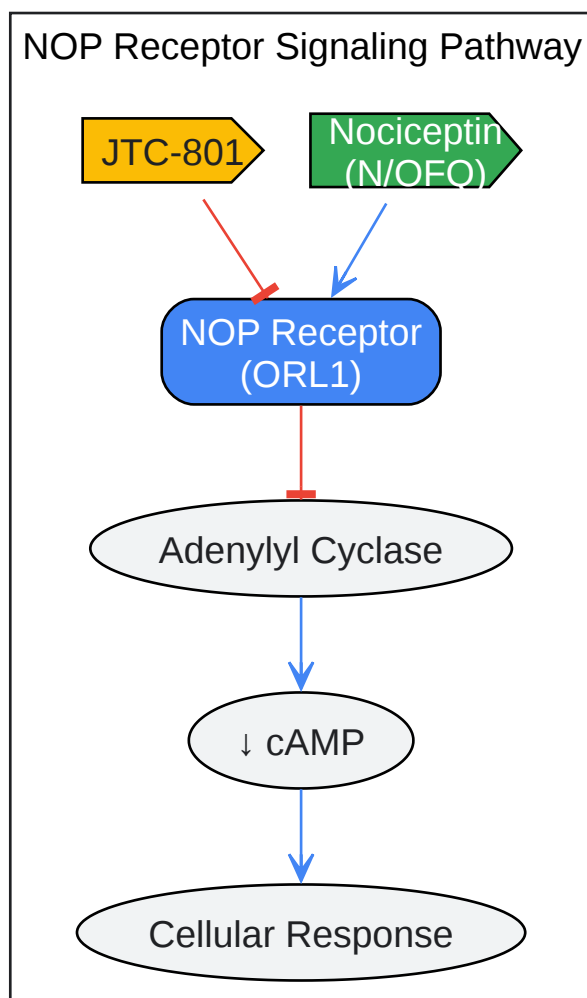 NOP Receptor Signaling Pathway
JTC-801
Nociceptin
(N/OFQ)
NOP Receptor
(ORL1)
Adenylyl Cyclase
↓ cAMP
Cellular Response